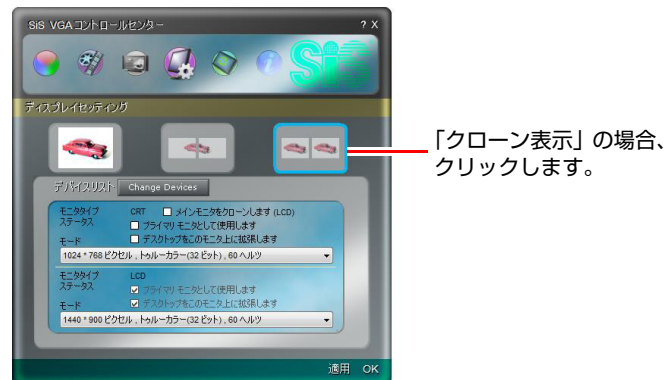 SiS VGAコントロールセンター ? X
SiS
ディスプレイセッティング
「クローン表示」の場合、
クリックします。
デバイスリスト Change Devices
モニタタイプ CRT メインモニタをクローンします (LCD)
ステータス プライマリ モニタとして使用します
デスクトップをこのモニタ上に拡張します
モード
1024 * 768 ピクセル , トゥルーカラー(32 ビット) , 60 ヘルツ
モニタタイプ LCD
ステータス プライマリ モニタとして使用します
デスクトップをこのモニタ上に拡張します
モード
1440 * 900 ピクセル , トゥルーカラー(32 ビット) , 60 ヘルツ
適用 OK